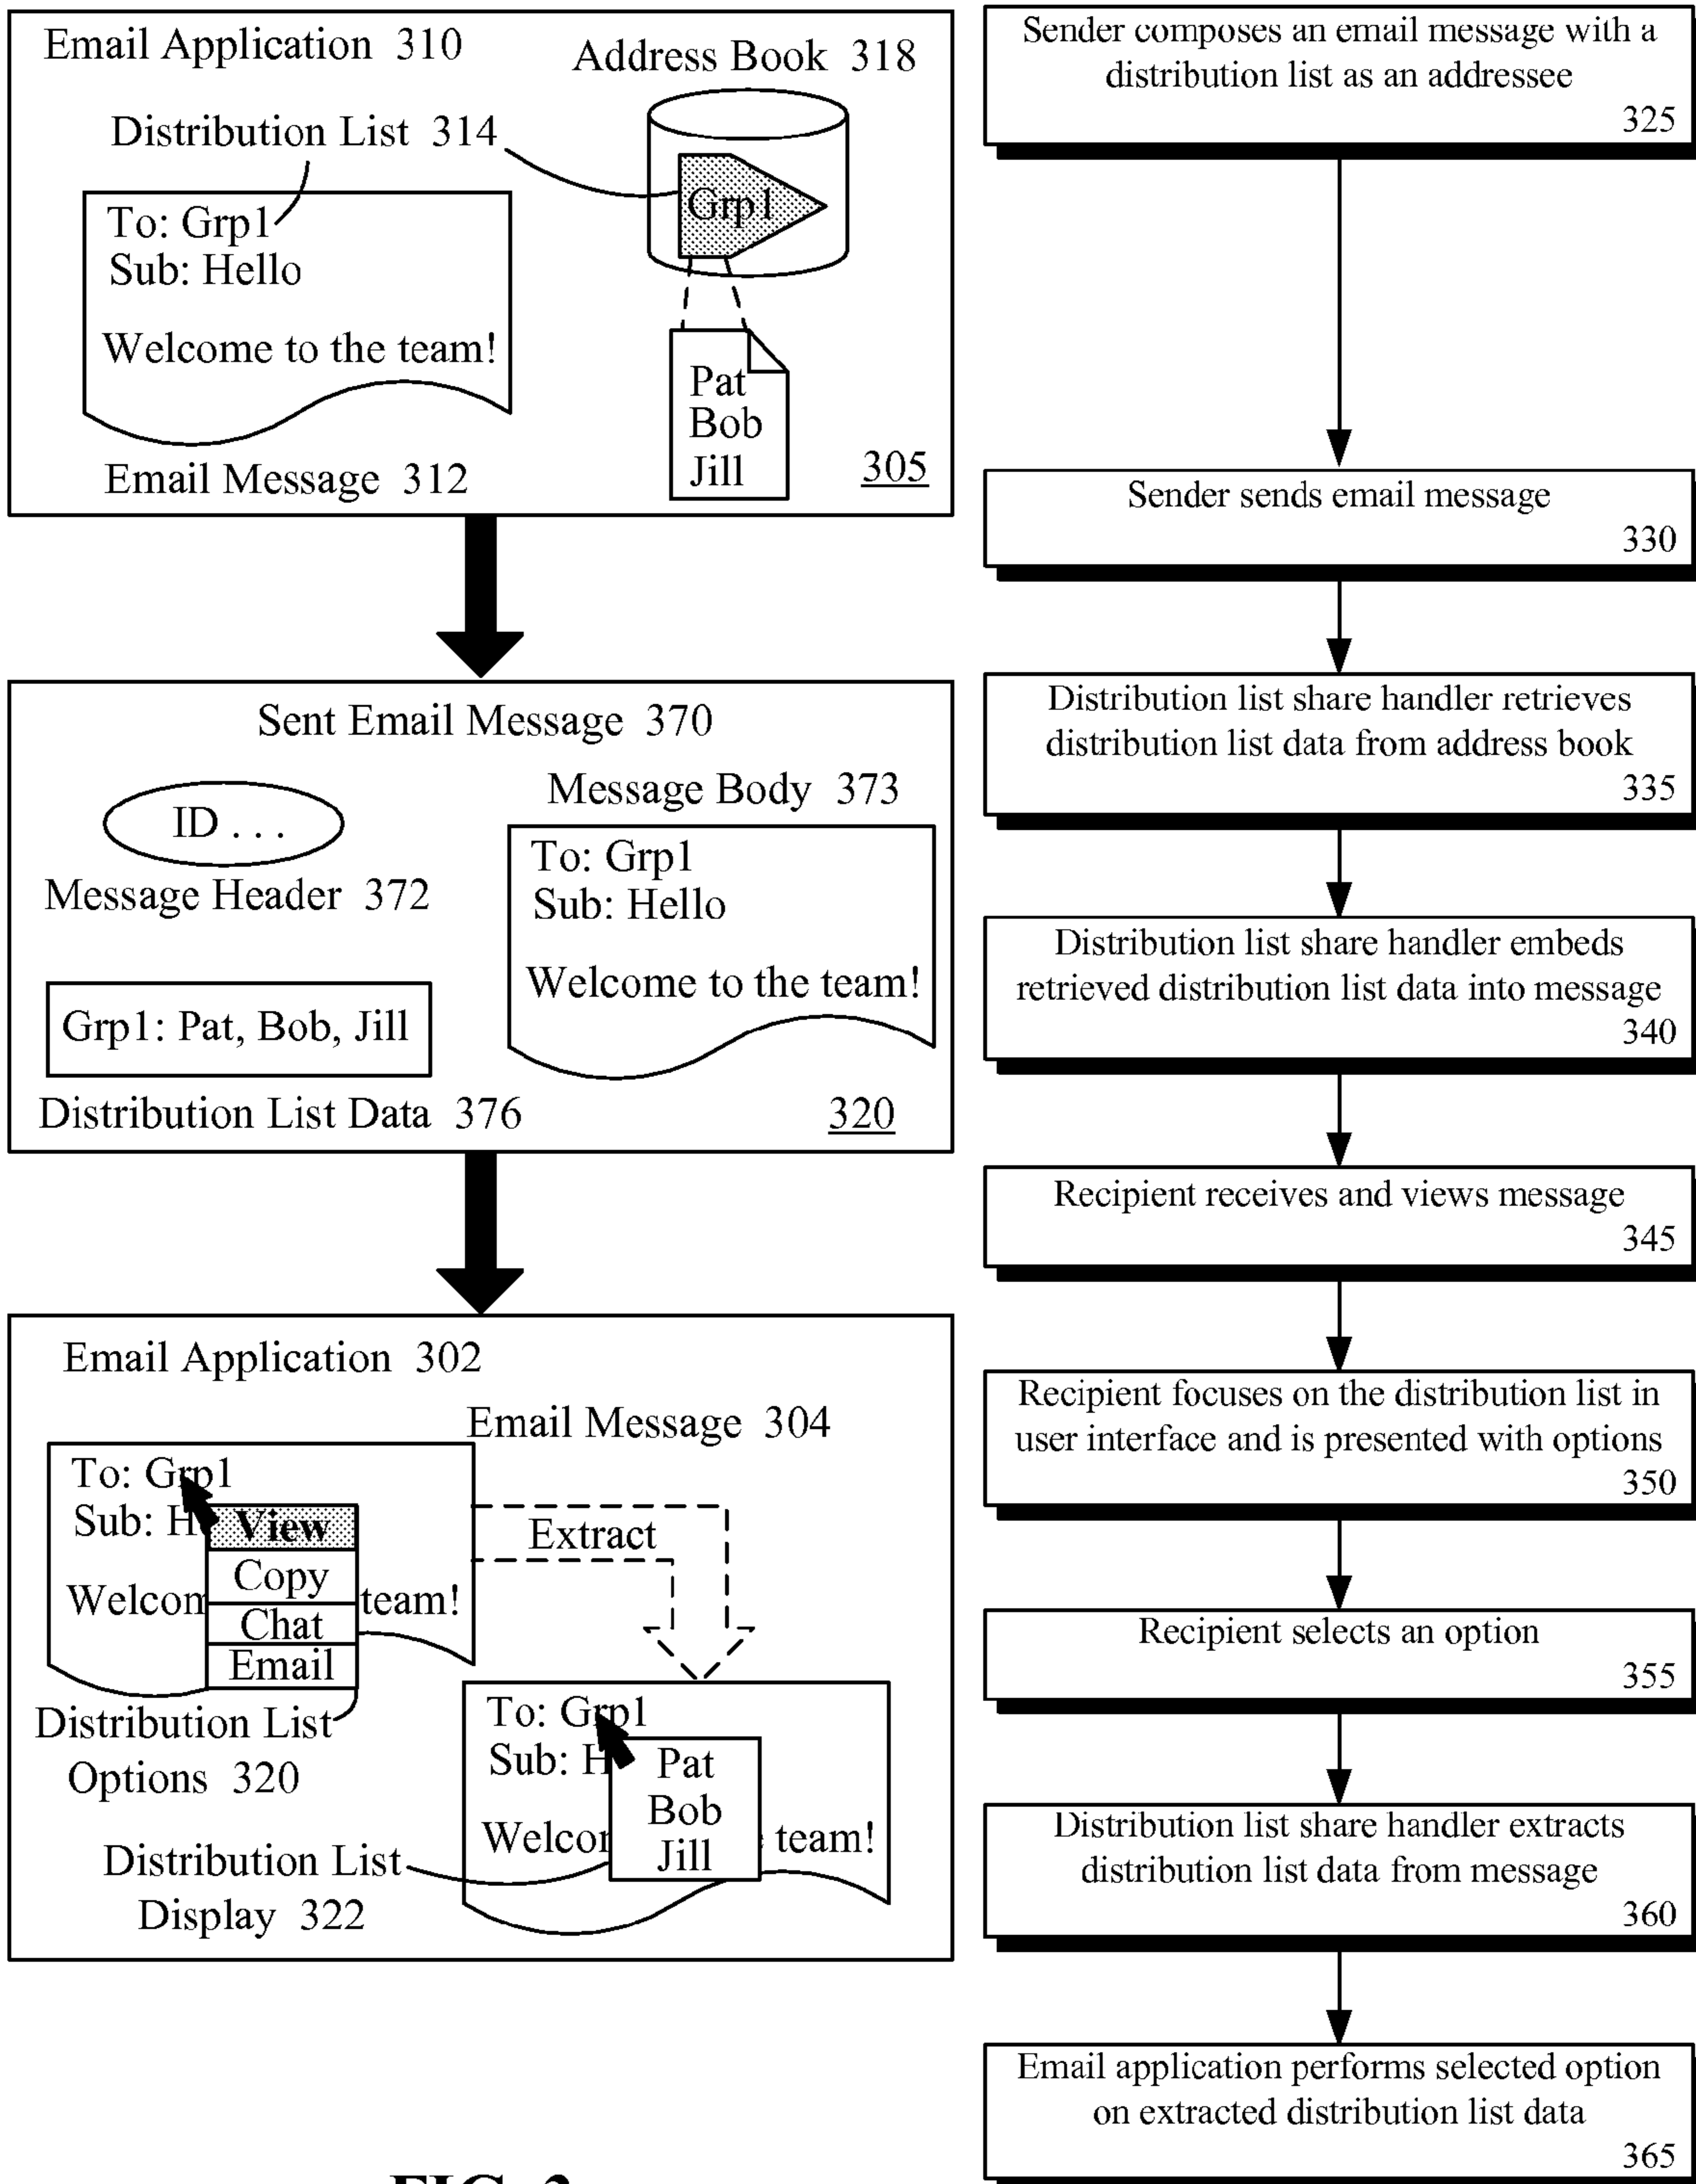 Email Application 310
Address Book 318
Distribution List 314
Grp1
To: Grp1
Sub: Hello
Welcome to the team!
Pat
Bob
Jill
Email Message 312
305
Sent Email Message 370
ID . . .
Message Header 372
Message Body 373
To: Grp1
Sub: Hello
Welcome to the team!
Grp1: Pat, Bob, Jill
Distribution List Data 376
320
Email Application 302
Email Message 304
To: Grp1
Sub: H
View
Copy
Chat
Email
Welcom
team!
Extract
Distribution List
Options 320
To: Grp1
Sub: H
Pat
Bob
Jill
Welcom
team!
Distribution List
Display 322
Sender composes an email message with a
distribution list as an addressee
325
Sender sends email message
330
Distribution list share handler retrieves
distribution list data from address book
335
Distribution list share handler embeds
retrieved distribution list data into message
340
Recipient receives and views message
345
Recipient focuses on the distribution list in
user interface and is presented with options
350
Recipient selects an option
355
Distribution list share handler extracts
distribution list data from message
360
Email application performs selected option
on extracted distribution list data
365